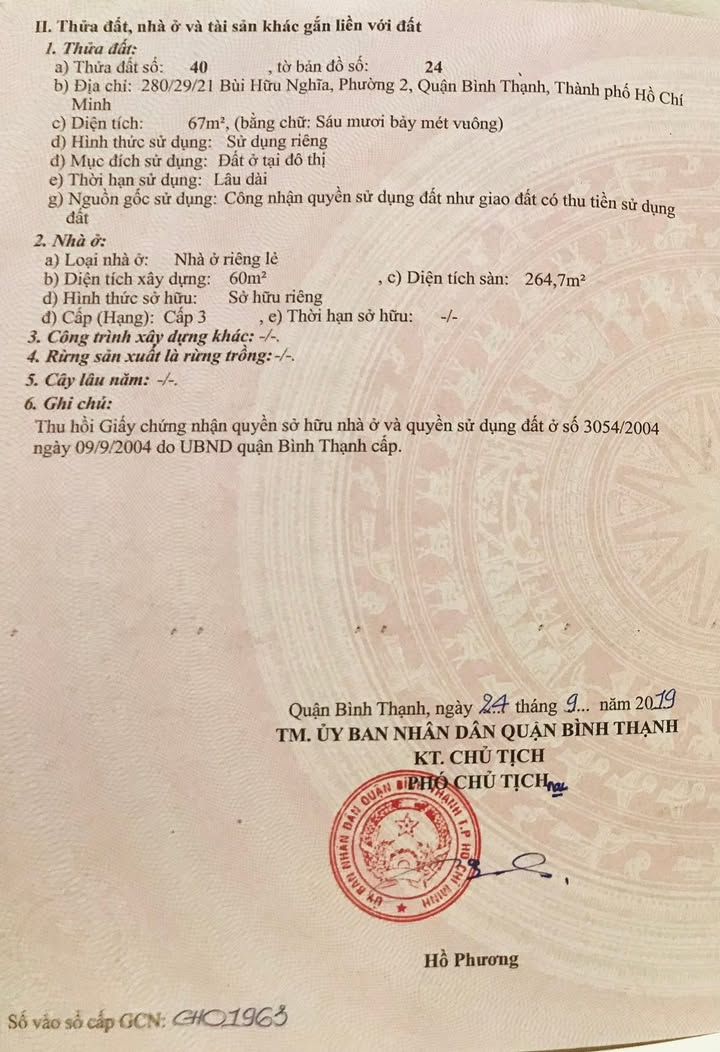 II. Thửa đất, nhà ở và tài sản khác gắn liền với đất
1. Thửa đất:
a) Thửa đất số: 40 , tờ bản đồ số: 24
b) Địa chỉ: 280/29/21 Bùi Hữu Nghĩa, Phường 2, Quận Bình Thạnh, Thành phố Hồ Chí
Minh
c) Diện tích: 67m², (bằng chữ: Sáu mươi bảy mét vuông)
d) Hình thức sử dụng: Sử dụng riêng
đ) Mục đích sử dụng: Đất ở tại đô thị
e) Thời hạn sử dụng: Lâu dài
g) Nguồn gốc sử dụng: Công nhận quyền sử dụng đất như giao đất có thu tiền sử dụng
đất
2. Nhà ở:
a) Loại nhà ở: Nhà ở riêng lẻ
b) Diện tích xây dựng: 60m² , c) Diện tích sàn: 264,7m²
d) Hình thức sở hữu: Sở hữu riêng
đ) Cấp (Hạng): Cấp 3 , e) Thời hạn sở hữu: -/-
3. Công trình xây dựng khác: -/-.
4. Rừng sản xuất là rừng trồng: -/-.
5. Cây lâu năm: -/-.
6. Ghi chú:
Thu hồi Giấy chứng nhận quyền sở hữu nhà ở và quyền sử dụng đất ở số 3054/2004
ngày 09/9/2004 do UBND quận Bình Thạnh cấp.
Quận Bình Thạnh, ngày 24 tháng 9... năm 2019
TM. ỦY BAN NHÂN DÂN QUẬN BÌNH THẠNH
KT. CHỦ TỊCH
PHÓ CHỦ TỊCH
ỦY BAN NHÂN DÂN QUẬN BÌNH THẠNH T.P HỒ CHÍ MINH
Hồ Phương
Số vào sổ cấp GCN: CH01963